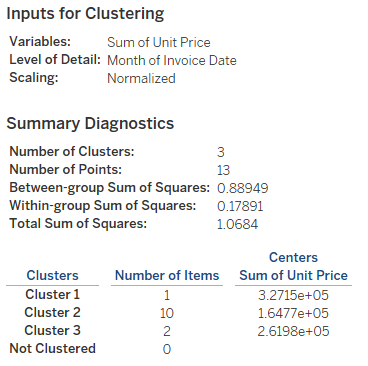 Inputs for Clustering
Variables: Sum of Unit Price
Level of Detail: Month of Invoice Date
Scaling: Normalized
Summary Diagnostics
Number of Clusters: 3
Number of Points: 13
Between-group Sum of Squares: 0.88949
Within-group Sum of Squares: 0.17891
Total Sum of Squares: 1.0684
Centers
Clusters Number of Items Sum of Unit Price
Cluster 1 1 3.2715e+05
Cluster 2 10 1.6477e+05
Cluster 3 2 2.6198e+05
Not Clustered 0